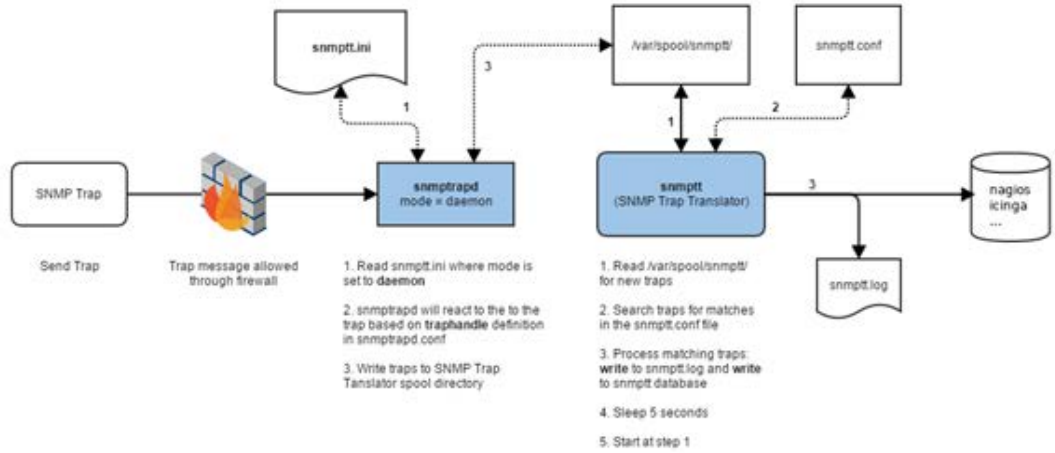 snmptt.ini
/var/spool/snmptt/
snmptt.conf
3
1
1
2
SNMP Trap
snmptrapd
mode = daemon
snmptt
(SNMP Trap Translator)
3
nagios
icinga
...
Send Trap
Trap message allowed
through firewall
1. Read snmptt.ini where mode is
set to daemon
2. snmptrapd will react to the to the
trap based on traphandle definition
in snmptrapd.conf
3. Write traps to SNMP Trap
Tanslator spool directory
1. Read /var/spool/snmptt/
for new traps
2. Search traps for matches
in the snmptt.conf file
3. Process matching traps:
write to snmptt.log and write
to snmptt database
4. Sleep 5 seconds
5. Start at step 1
snmptt.log